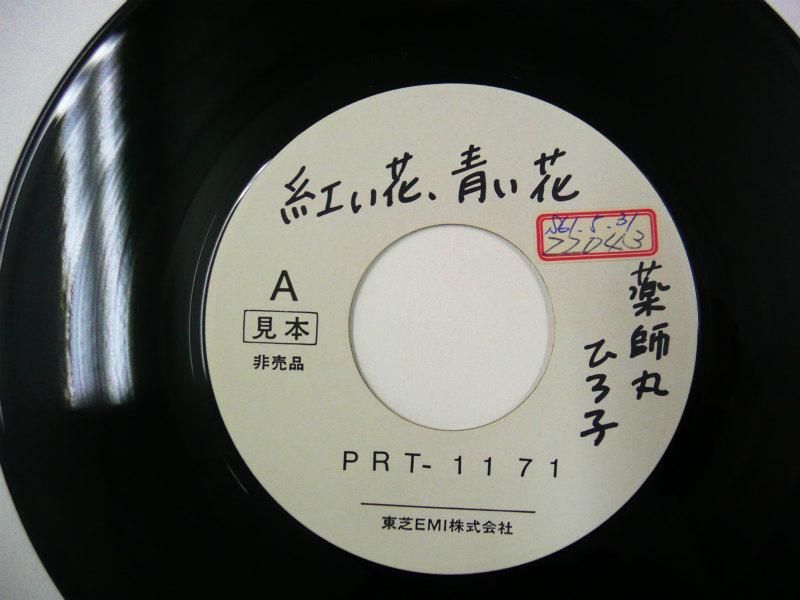 紅い花、青い花
S61.5.31
22043
A
見本
非売品
薬師丸
ひろ子
PRT-1171
東芝EMI株式会社